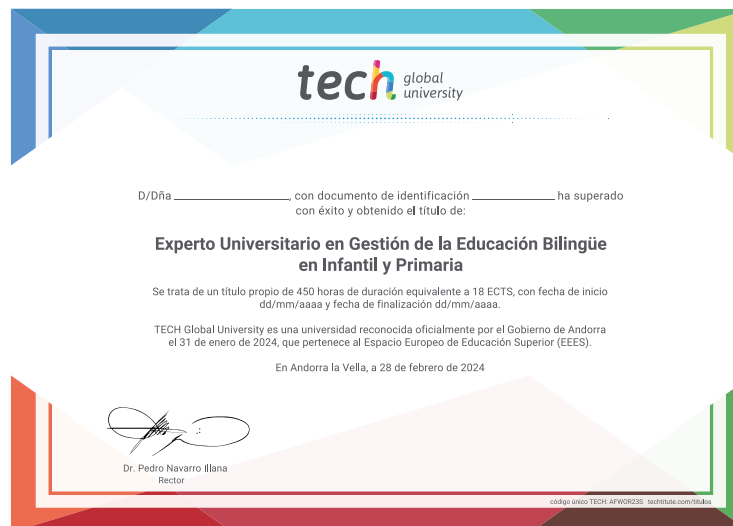 tech global university
D/Dña ____________, con documento de identificación ____________ ha superado
con éxito y obtenido el título de:
Experto Universitario en Gestión de la Educación Bilingüe
en Infantil y Primaria
Se trata de un título propio de 450 horas de duración equivalente a 18 ECTS, con fecha de inicio
dd/mm/aaaa y fecha de finalización dd/mm/aaaa.
TECH Global University es una universidad reconocida oficialmente por el Gobierno de Andorra
el 31 de enero de 2024, que pertenece al Espacio Europeo de Educación Superior (EEES).
En Andorra la Vella, a 28 de febrero de 2024
Dr. Pedro Navarro Illana
Rector
código único TECH: AFWOR23S techtitute.com/titulos